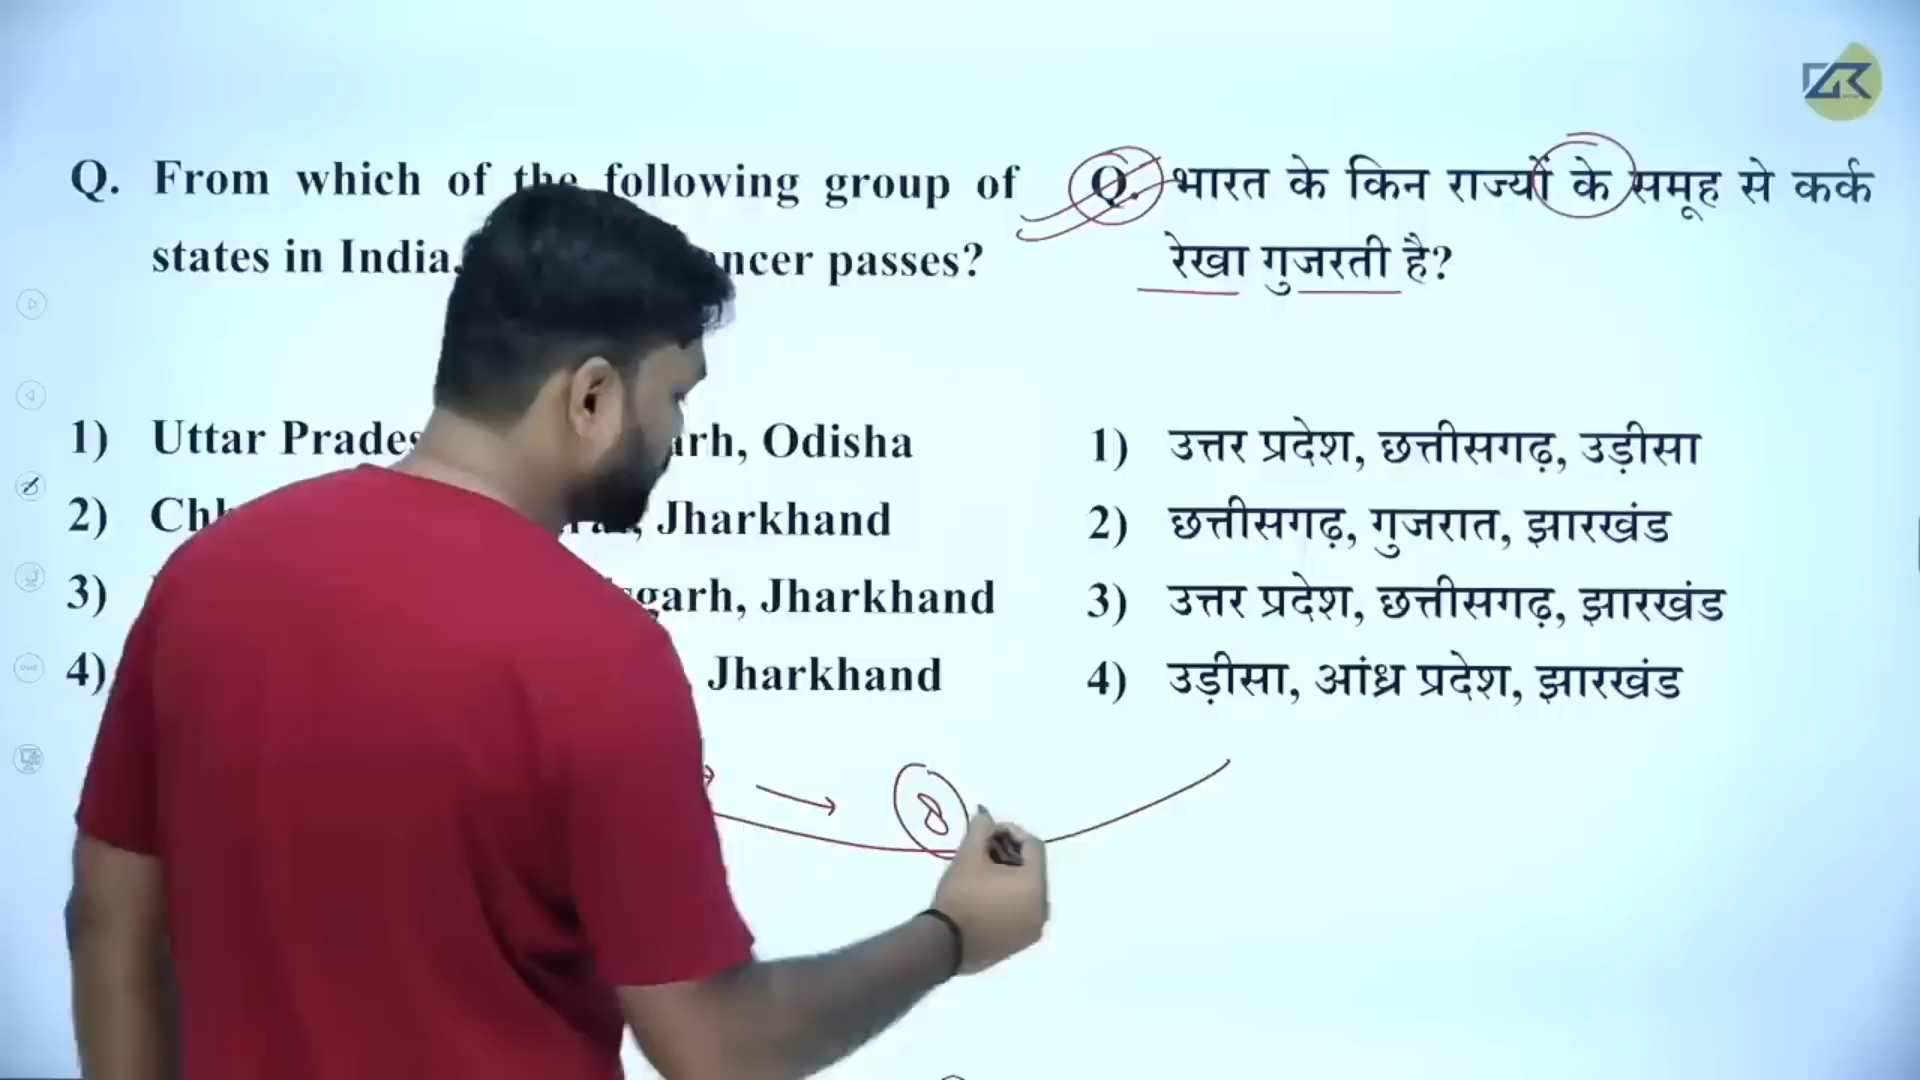 Q. From which of the following group of
states in India, ncer passes?
1) Uttar Prades arh, Odisha
2) Ch Jharkhand
3) sgarh, Jharkhand
4) Jharkhand
Q. भारत के किन राज्यों के समूह से कर्क
रेखा गुजरती है?
1) उत्तर प्रदेश, छत्तीसगढ़, उड़ीसा
2) छत्तीसगढ़, गुजरात, झारखंड
3) उत्तर प्रदेश, छत्तीसगढ़, झारखंड
4) उड़ीसा, आंध्र प्रदेश, झारखंड
8